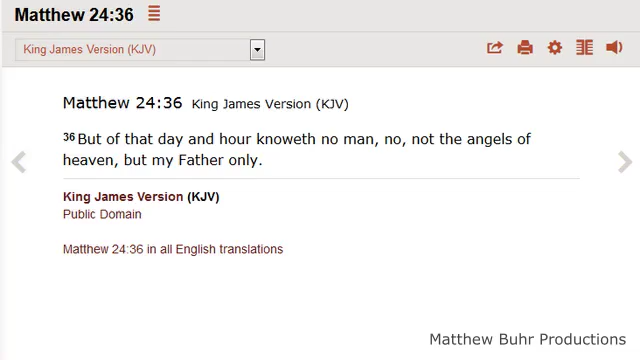 Matthew 24:36
King James Version (KJV)
Matthew 24:36 King James Version (KJV)
36 But of that day and hour knoweth no man, no, not the angels of
heaven, but my Father only.
King James Version (KJV)
Public Domain
Matthew 24:36 in all English translations
Matthew Buhr Productions